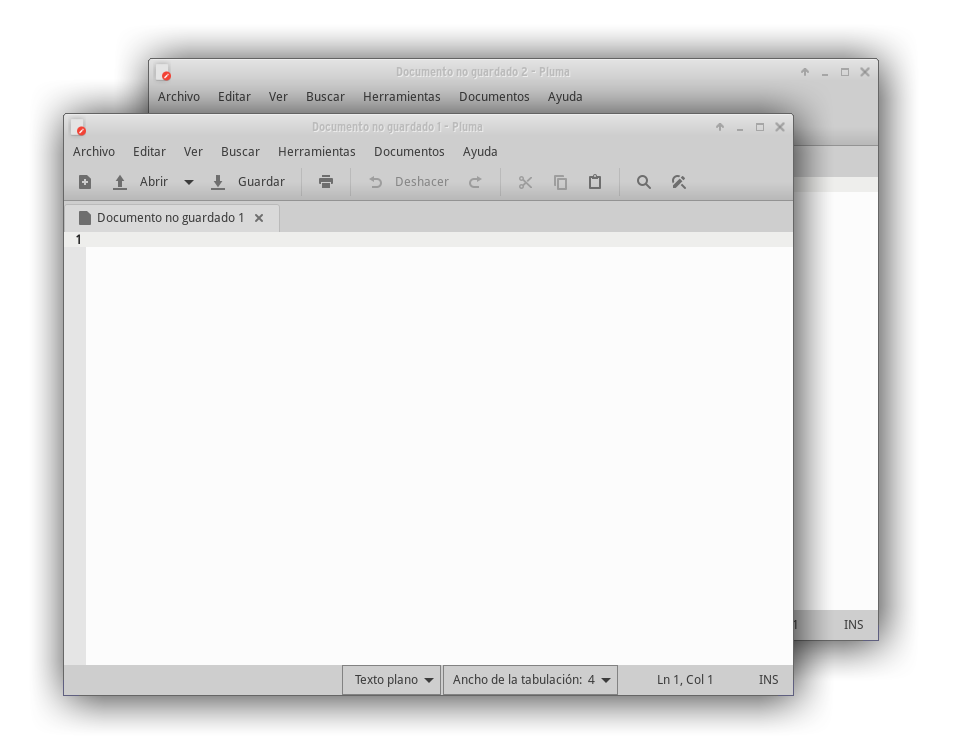 Documento no guardado 2 - Pluma
Archivo Editar Ver Buscar Herramientas Documentos Ayuda
Documento no guardado 1 - Pluma
Archivo Editar Ver Buscar Herramientas Documentos Ayuda
Abrir Guardar Deshacer
Documento no guardado 1
1
1 INS
Texto plano Ancho de la tabulación: 4 Ln 1, Col 1 INS